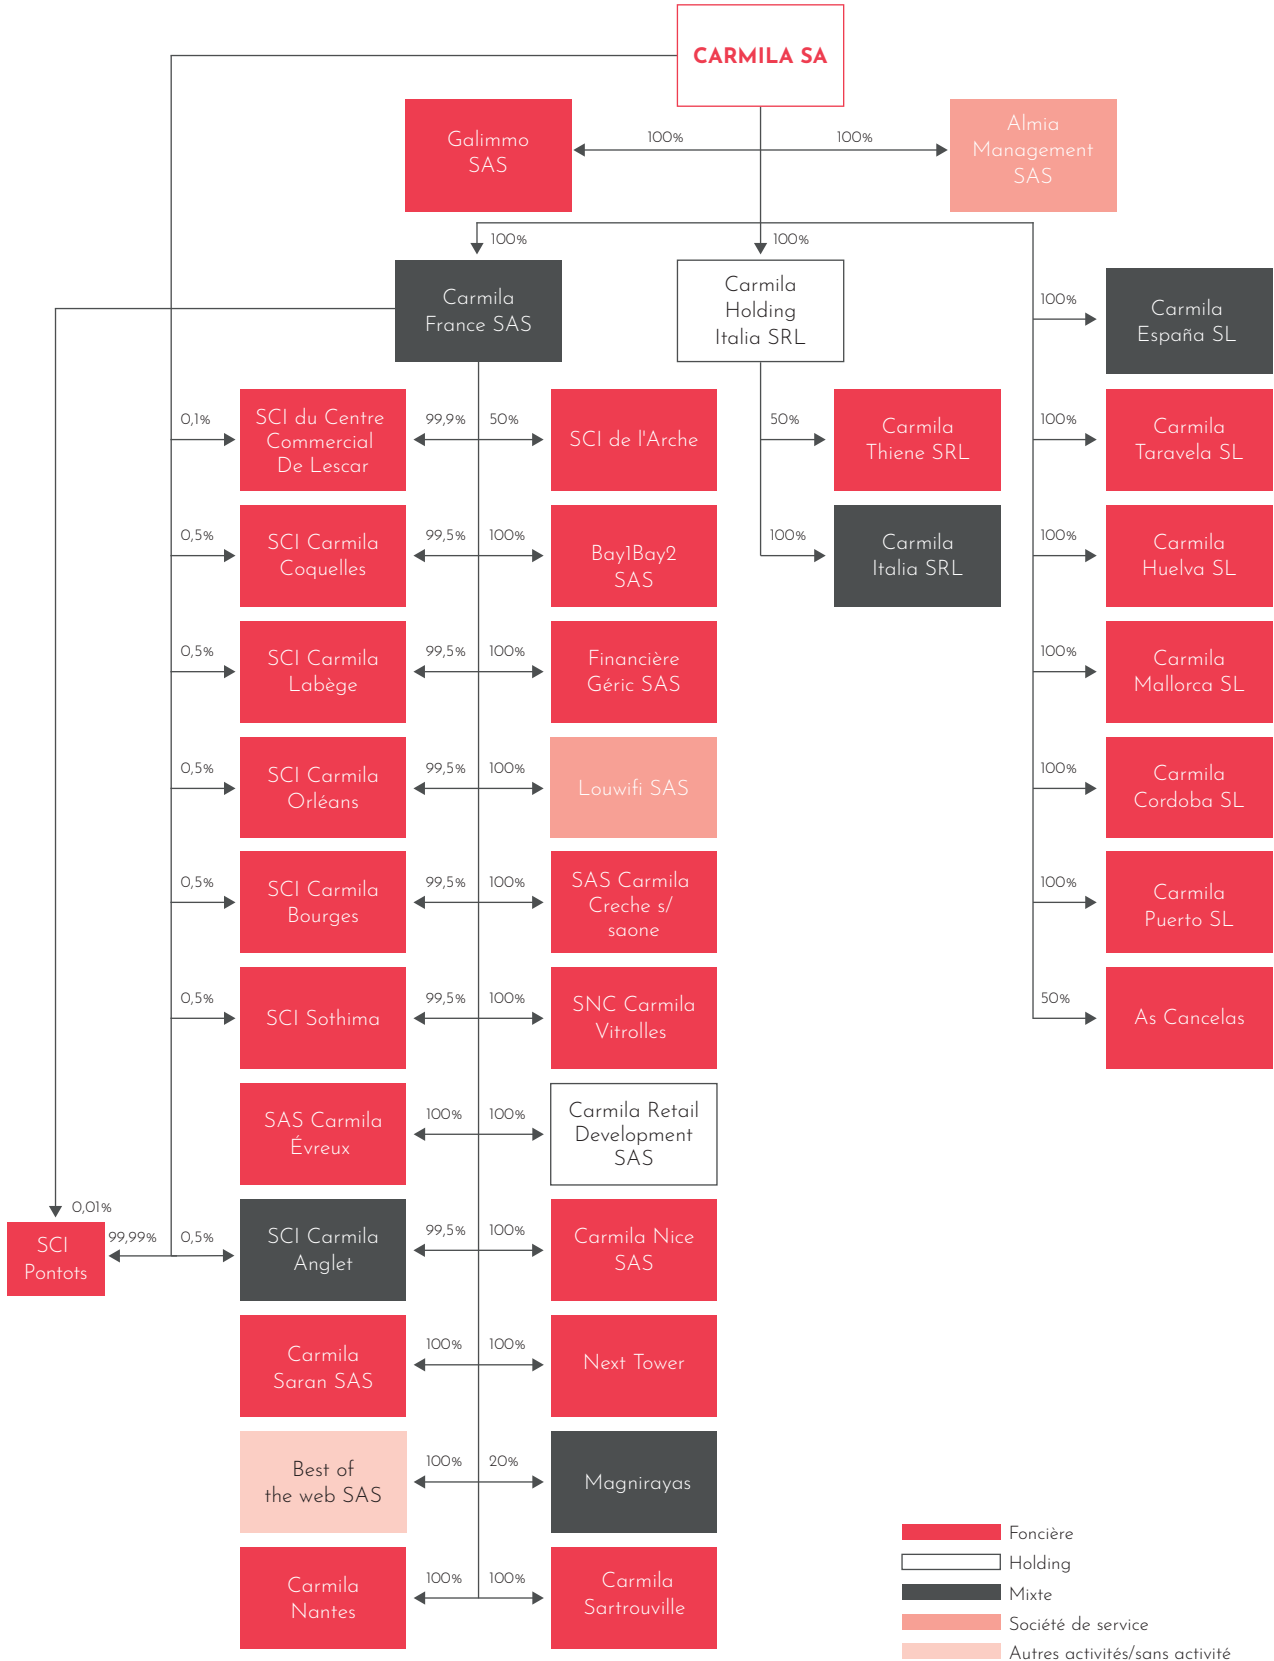 CARMILA SA
Galimmo
SAS
100%
100%
Almia
Management
SAS
100%
100%
Carmila
France SAS
Carmila
Holding
Italia SRL
100%
Carmila
España SL
0,1%
SCI du Centre
Commercial
De Lescar
99,9%
50%
SCI de l'Arche
50%
Carmila
Thiene SRL
100%
Carmila
Taravela SL
0,5%
SCI Carmila
Coquelles
99,5%
100%
Bay1Bay2
SAS
100%
Carmila
Italia SRL
100%
Carmila
Huelva SL
0,5%
SCI Carmila
Labège
99,5%
100%
Financière
Géric SAS
100%
Carmila
Mallorca SL
0,5%
SCI Carmila
Orléans
99,5%
100%
Louwifi SAS
100%
Carmila
Cordoba SL
0,5%
SCI Carmila
Bourges
99,5%
100%
SAS Carmila
Creche s/
saone
100%
Carmila
Puerto SL
0,5%
SCI Sothima
99,5%
100%
SNC Carmila
Vitrolles
50%
As Cancelas
SAS Carmila
Évreux
100%
100%
Carmila Retail
Development
SAS
0,01%
SCI
Pontots
99,99%
0,5%
SCI Carmila
Anglet
99,5%
100%
Carmila Nice
SAS
Carmila
Saran SAS
100%
100%
Next Tower
Best of
the web SAS
100%
20%
Magnirayas
Carmila
Nantes
100%
100%
Carmila
Sartrouville
Foncière
Holding
Mixte
Société de service
Autres activités/sans activité